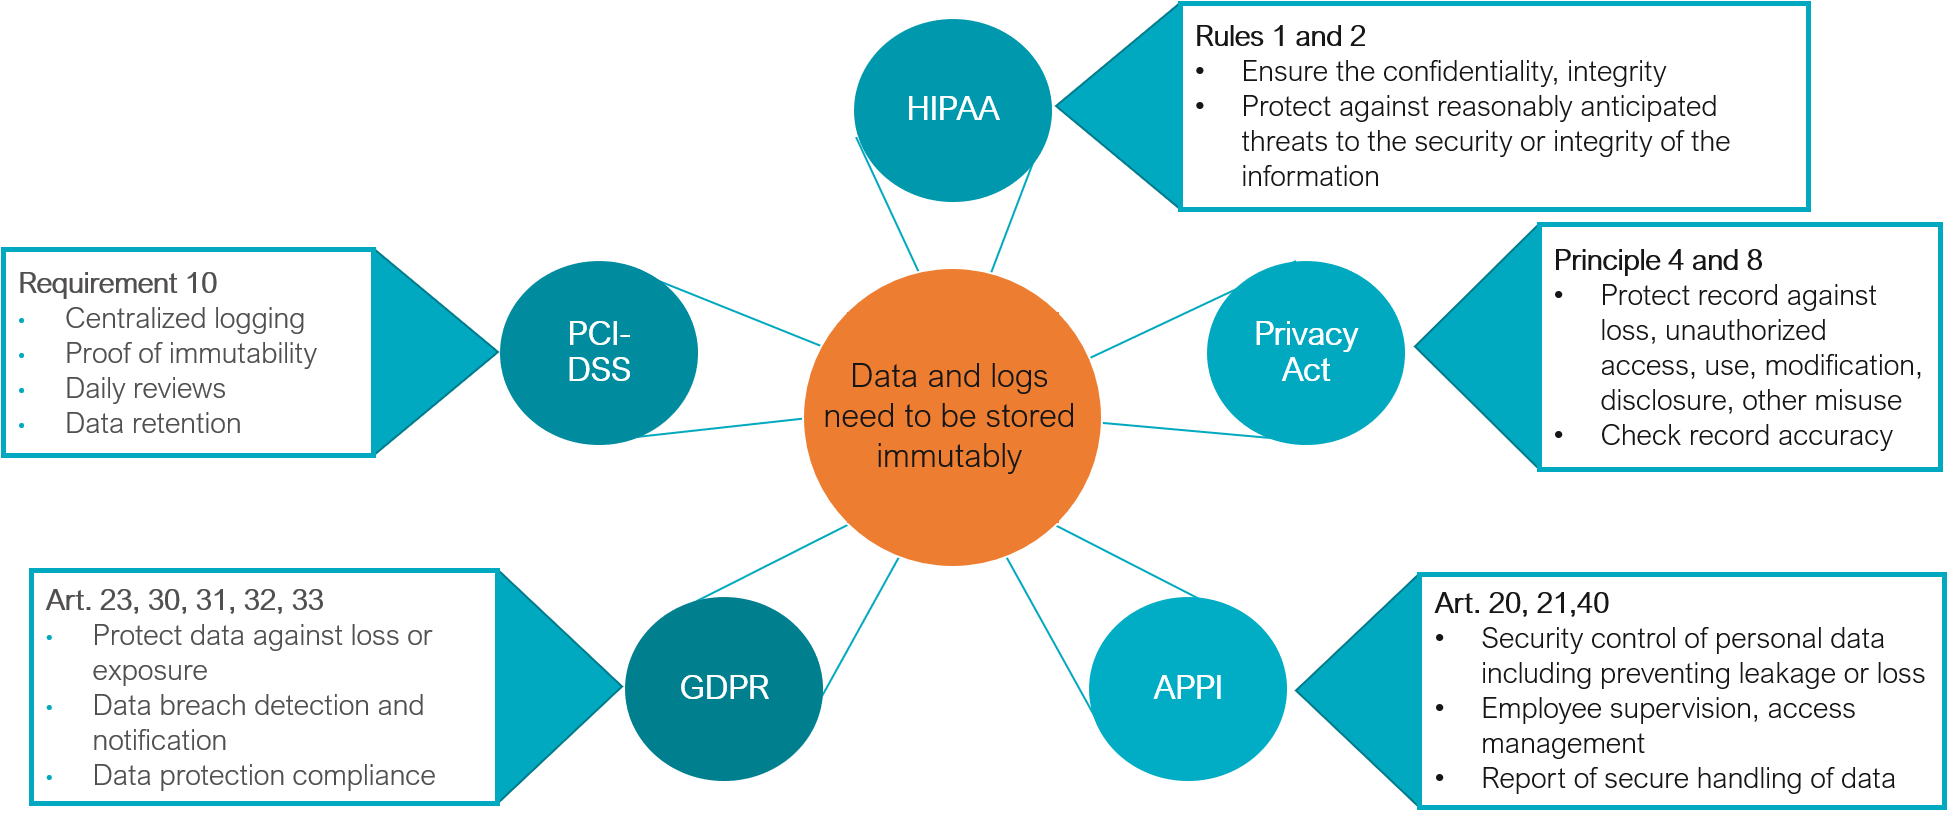 HIPAA
Rules 1 and 2
• Ensure the confidentiality, integrity
• Protect against reasonably anticipated
threats to the security or integrity of the
information
Requirement 10
• Centralized logging
• Proof of immutability
• Daily reviews
• Data retention
PCI-
DSS
Data and logs
need to be stored
immutably
Privacy
Act
Principle 4 and 8
• Protect record against
loss, unauthorized
access, use, modification,
disclosure, other misuse
• Check record accuracy
Art. 23, 30, 31, 32, 33
• Protect data against loss or
exposure
• Data breach detection and
notification
• Data protection compliance
GDPR
APPI
Art. 20, 21,40
• Security control of personal data
including preventing leakage or loss
• Employee supervision, access
management
• Report of secure handling of data